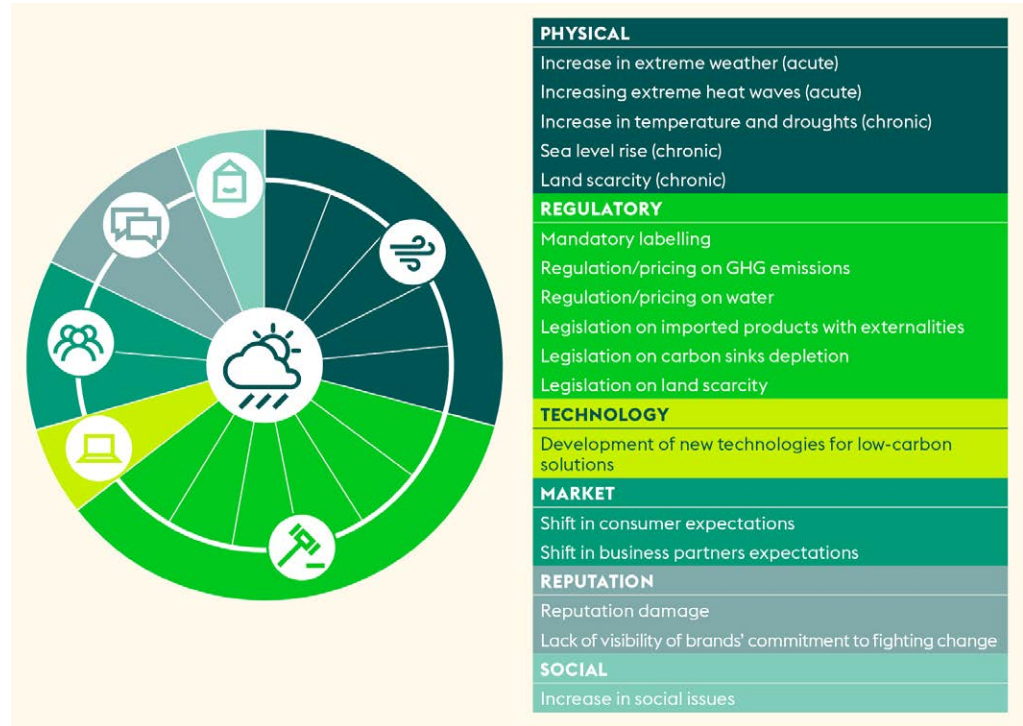 PHYSICAL
Increase in extreme weather (acute)
Increasing extreme heat waves (acute)
Increase in temperature and droughts (chronic)
Sea level rise (chronic)
Land scarcity (chronic)
REGULATORY
Mandatory labelling
Regulation/pricing on GHG emissions
Regulation/pricing on water
Legislation on imported products with externalities
Legislation on carbon sinks depletion
Legislation on land scarcity
TECHNOLOGY
Development of new technologies for low-carbon
solutions
MARKET
Shift in consumer expectations
Shift in business partners expectations
REPUTATION
Reputation damage
Lack of visibility of brands’ commitment to fighting change
SOCIAL
Increase in social issues